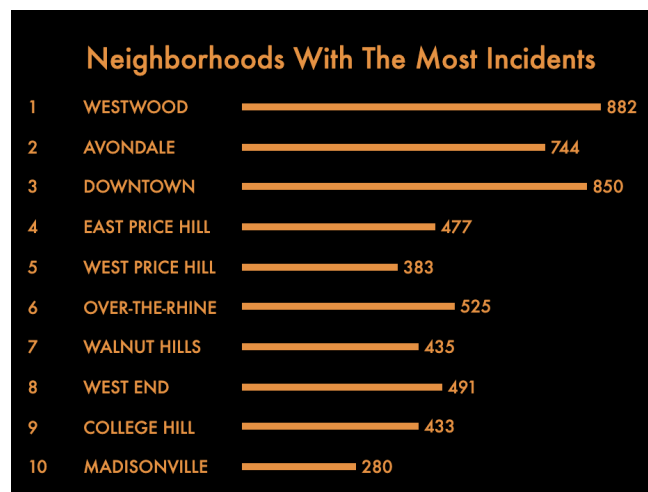 Neighborhoods With The Most Incidents
1 WESTWOOD 882
2 AVONDALE 744
3 DOWNTOWN 850
4 EAST PRICE HILL 477
5 WEST PRICE HILL 383
6 OVER-THE-RHINE 525
7 WALNUT HILLS 435
8 WEST END 491
9 COLLEGE HILL 433
10 MADISONVILLE 280